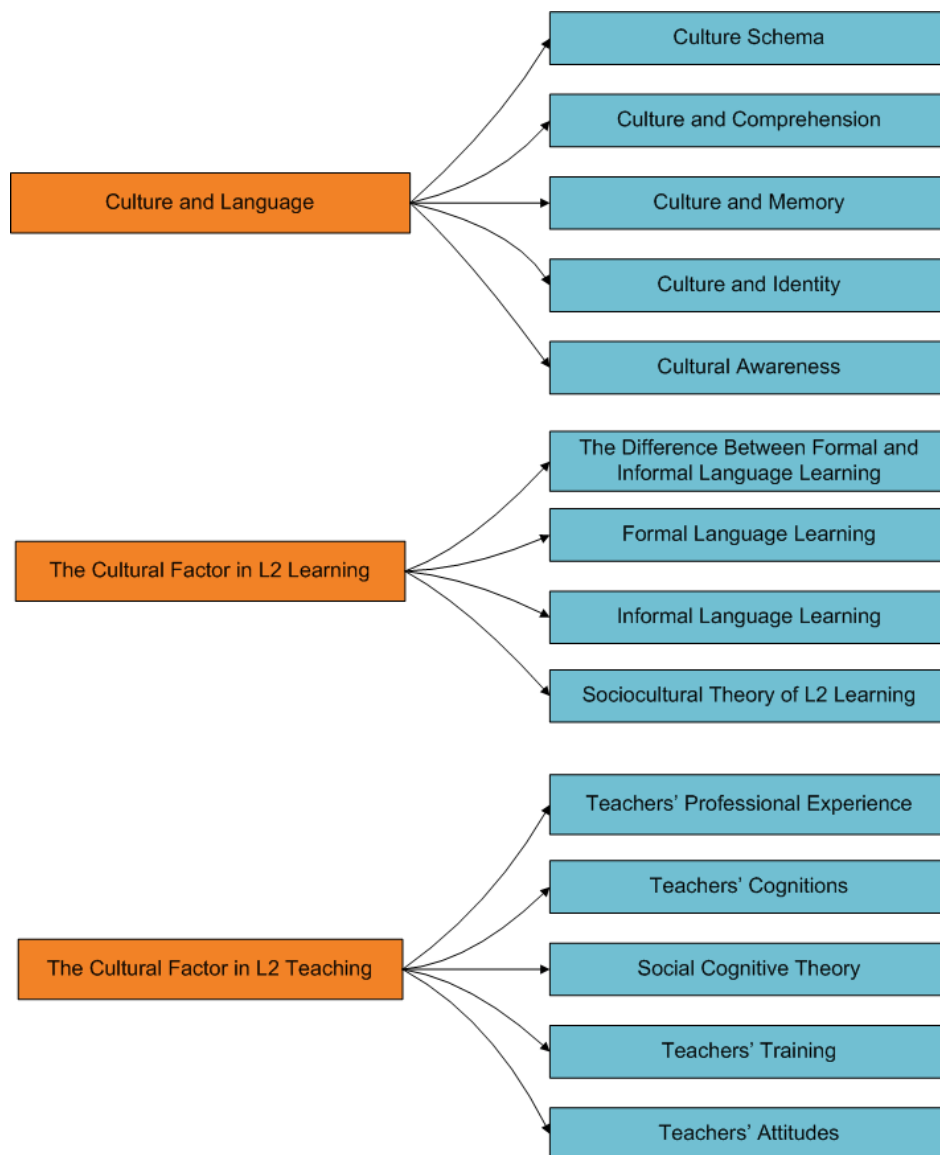 Culture and Language
Culture Schema
Culture and Comprehension
Culture and Memory
Culture and Identity
Cultural Awareness
The Cultural Factor in L2 Learning
The Difference Between Formal and
Informal Language Learning
Formal Language Learning
Informal Language Learning
Sociocultural Theory of L2 Learning
The Cultural Factor in L2 Teaching
Teachers’ Professional Experience
Teachers’ Cognitions
Social Cognitive Theory
Teachers’ Training
Teachers’ Attitudes